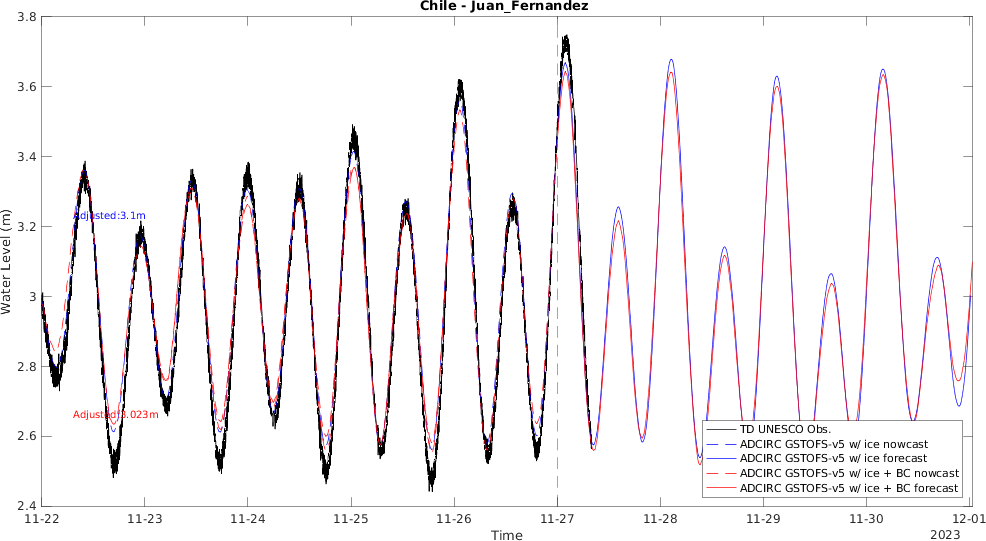 Chile - Juan_Fernandez
3.8
3.6
3.4
3.2
3
2.8
2.6
2.4
Water Level (m)
Adjusted:3.1m
Adjusted:3.023m
TD UNESCO Obs.
ADCIRC GSTOFS-v5 w/ ice nowcast
ADCIRC GSTOFS-v5 w/ ice forecast
ADCIRC GSTOFS-v5 w/ ice + BC nowcast
ADCIRC GSTOFS-v5 w/ ice + BC forecast
11-22 11-23 11-24 11-25 11-26 11-27 11-28 11-29 11-30 12-01
Time
2023